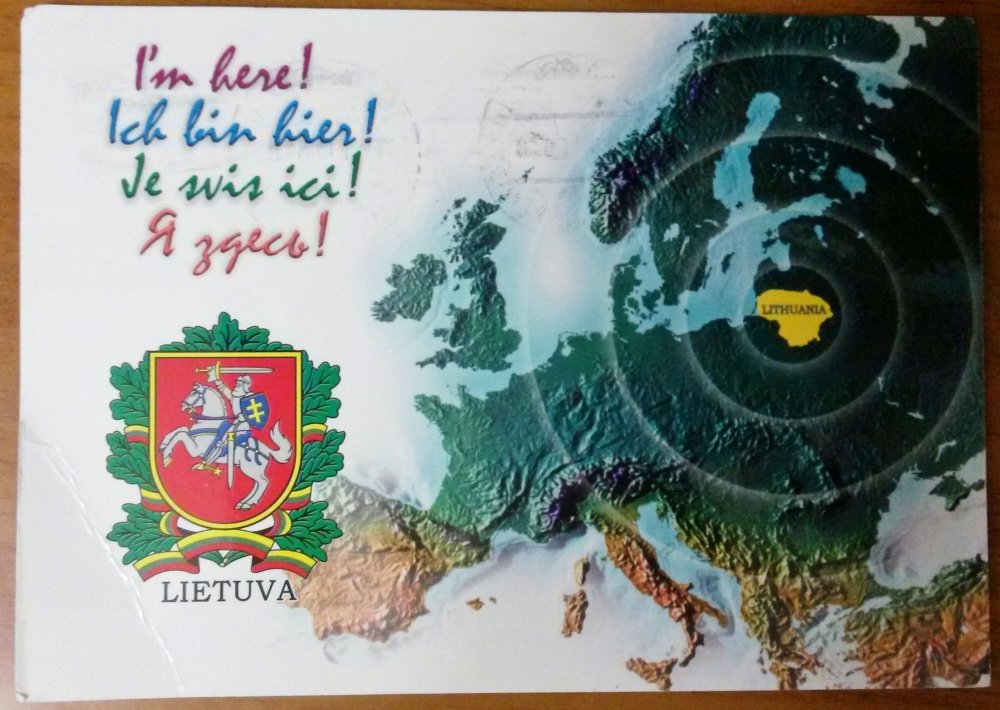 I'm here!
Ich bin hier!
Je suis ici!
Я здесь!
LITHUANIA
LIETUVA